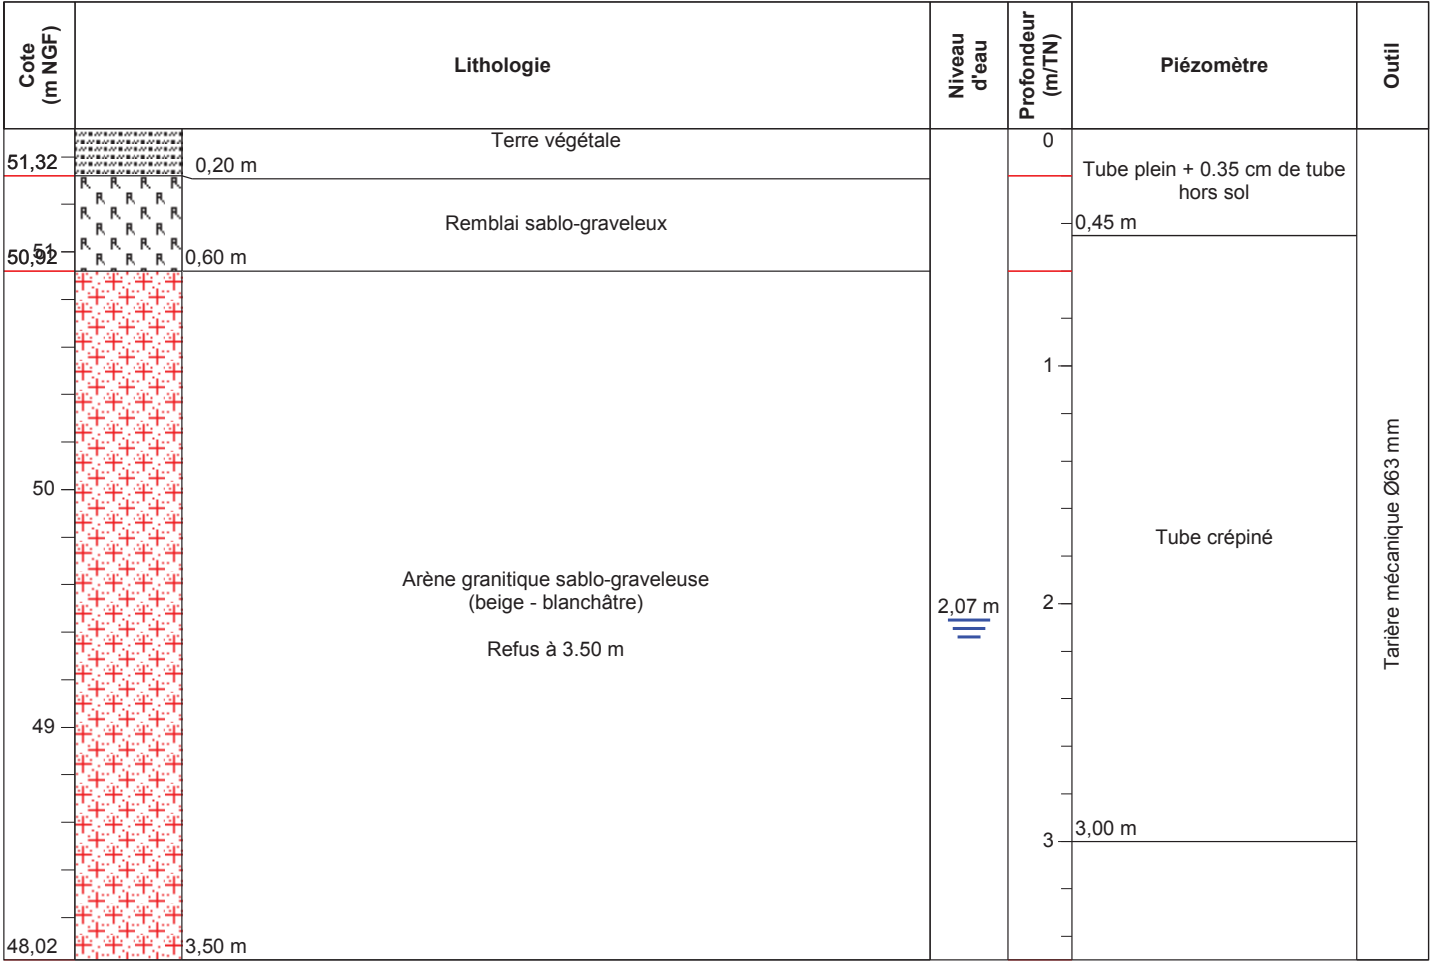 Cote
(m NGF)
Lithologie
Niveau
d'eau
Profondeur
(m/TN)
Piézomètre
Outil
Terre végétale
0
51,32
0,20 m
Tube plein + 0.35 cm de tube
hors sol
Remblai sablo-graveleux
0,45 m
51
50,92
0,60 m
1
50
Tube crépiné
Arène granitique sablo-graveleuse
(beige - blanchâtre)
Refus à 3.50 m
2,07 m
2
Tarière mécanique Ø63 mm
49
3,00 m
3
48,02
3,50 m